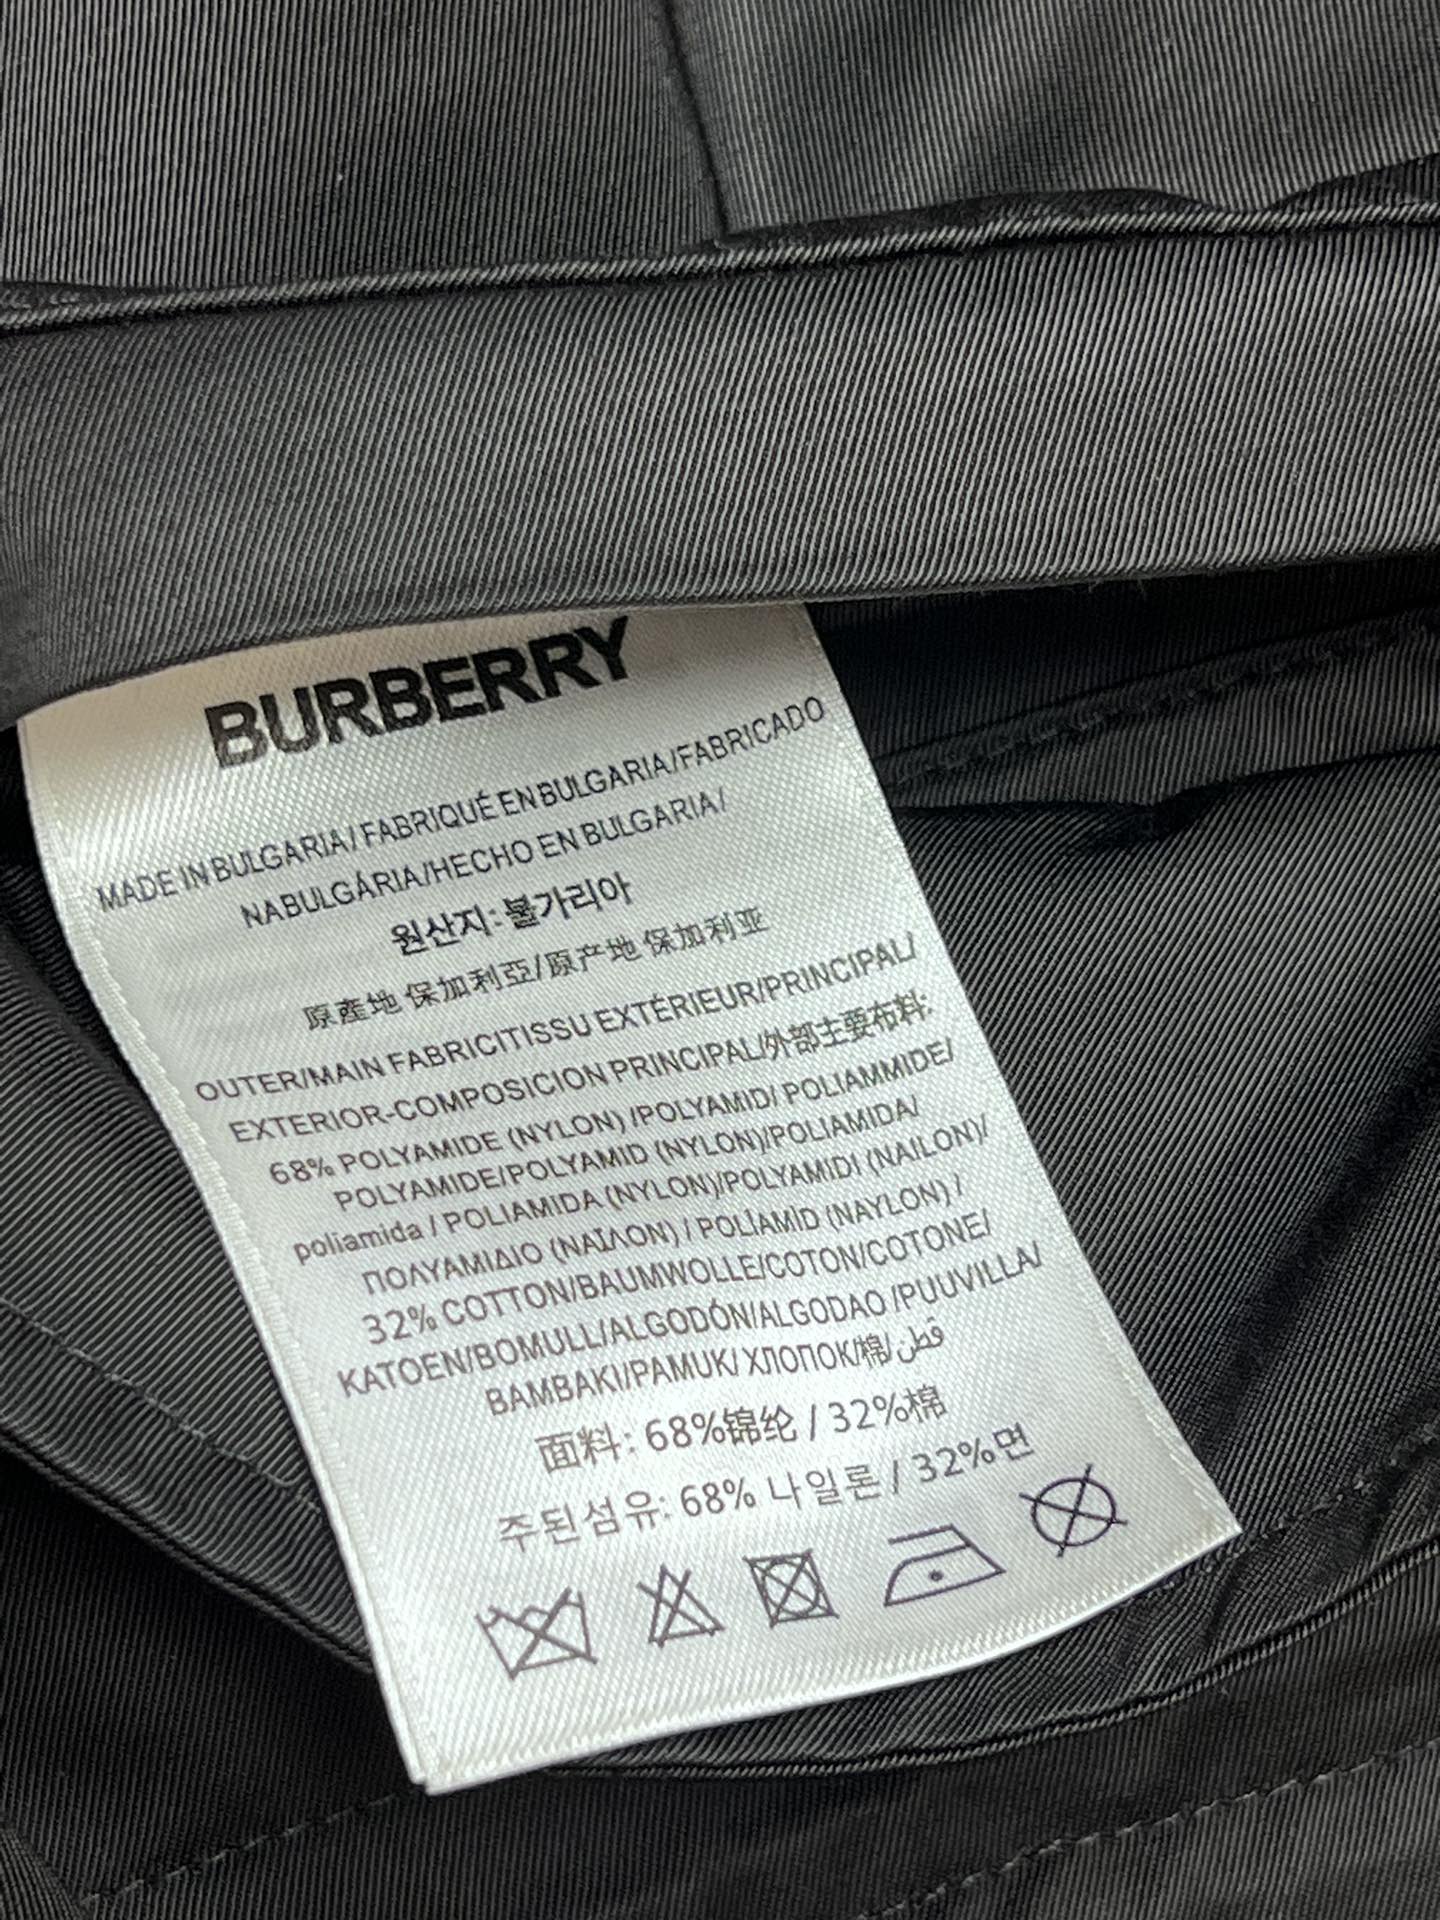 BURBERRY
MADE IN BULGARIA/FABRIQUÉ EN BULGARIA/FABRICADO
NABULGÁRIA/HECHO EN BULGARIA/
원산지: 불가리아
原產地 保加利亞/原产地 保加利亚
OUTER/MAIN FABRICITISSU EXTÉRIEUR/PRINCIPAL/
EXTERIOR-COMPOSICION PRINCIPAL/外部主要布料:
68% POLYAMIDE (NYLON) /POLYAMID/ POLIAMMIDE/
POLYAMIDE/POLYAMID (NYLON)/POLIAMIDA/
poliamida / POLIAMIDA (NYLON)/POLYAMIDI (NAILON)/
ΠΟΛΥΑΜΙΔΙΟ (ΝΑΪΛΟΝ) / POLİAMİD (NAYLON) /
32% COTTON/BAUMWOLLE/COTON/COTONE/
KATOEN/BOMULL/ALGODÓN/ALGODAO /PUUVILLA/
BAMBAKI/PAMUK/ ХЛОПОК/棉/قطن
面料: 68%锦纶 / 32%棉
주된섬유: 68% 나일론 / 32%면